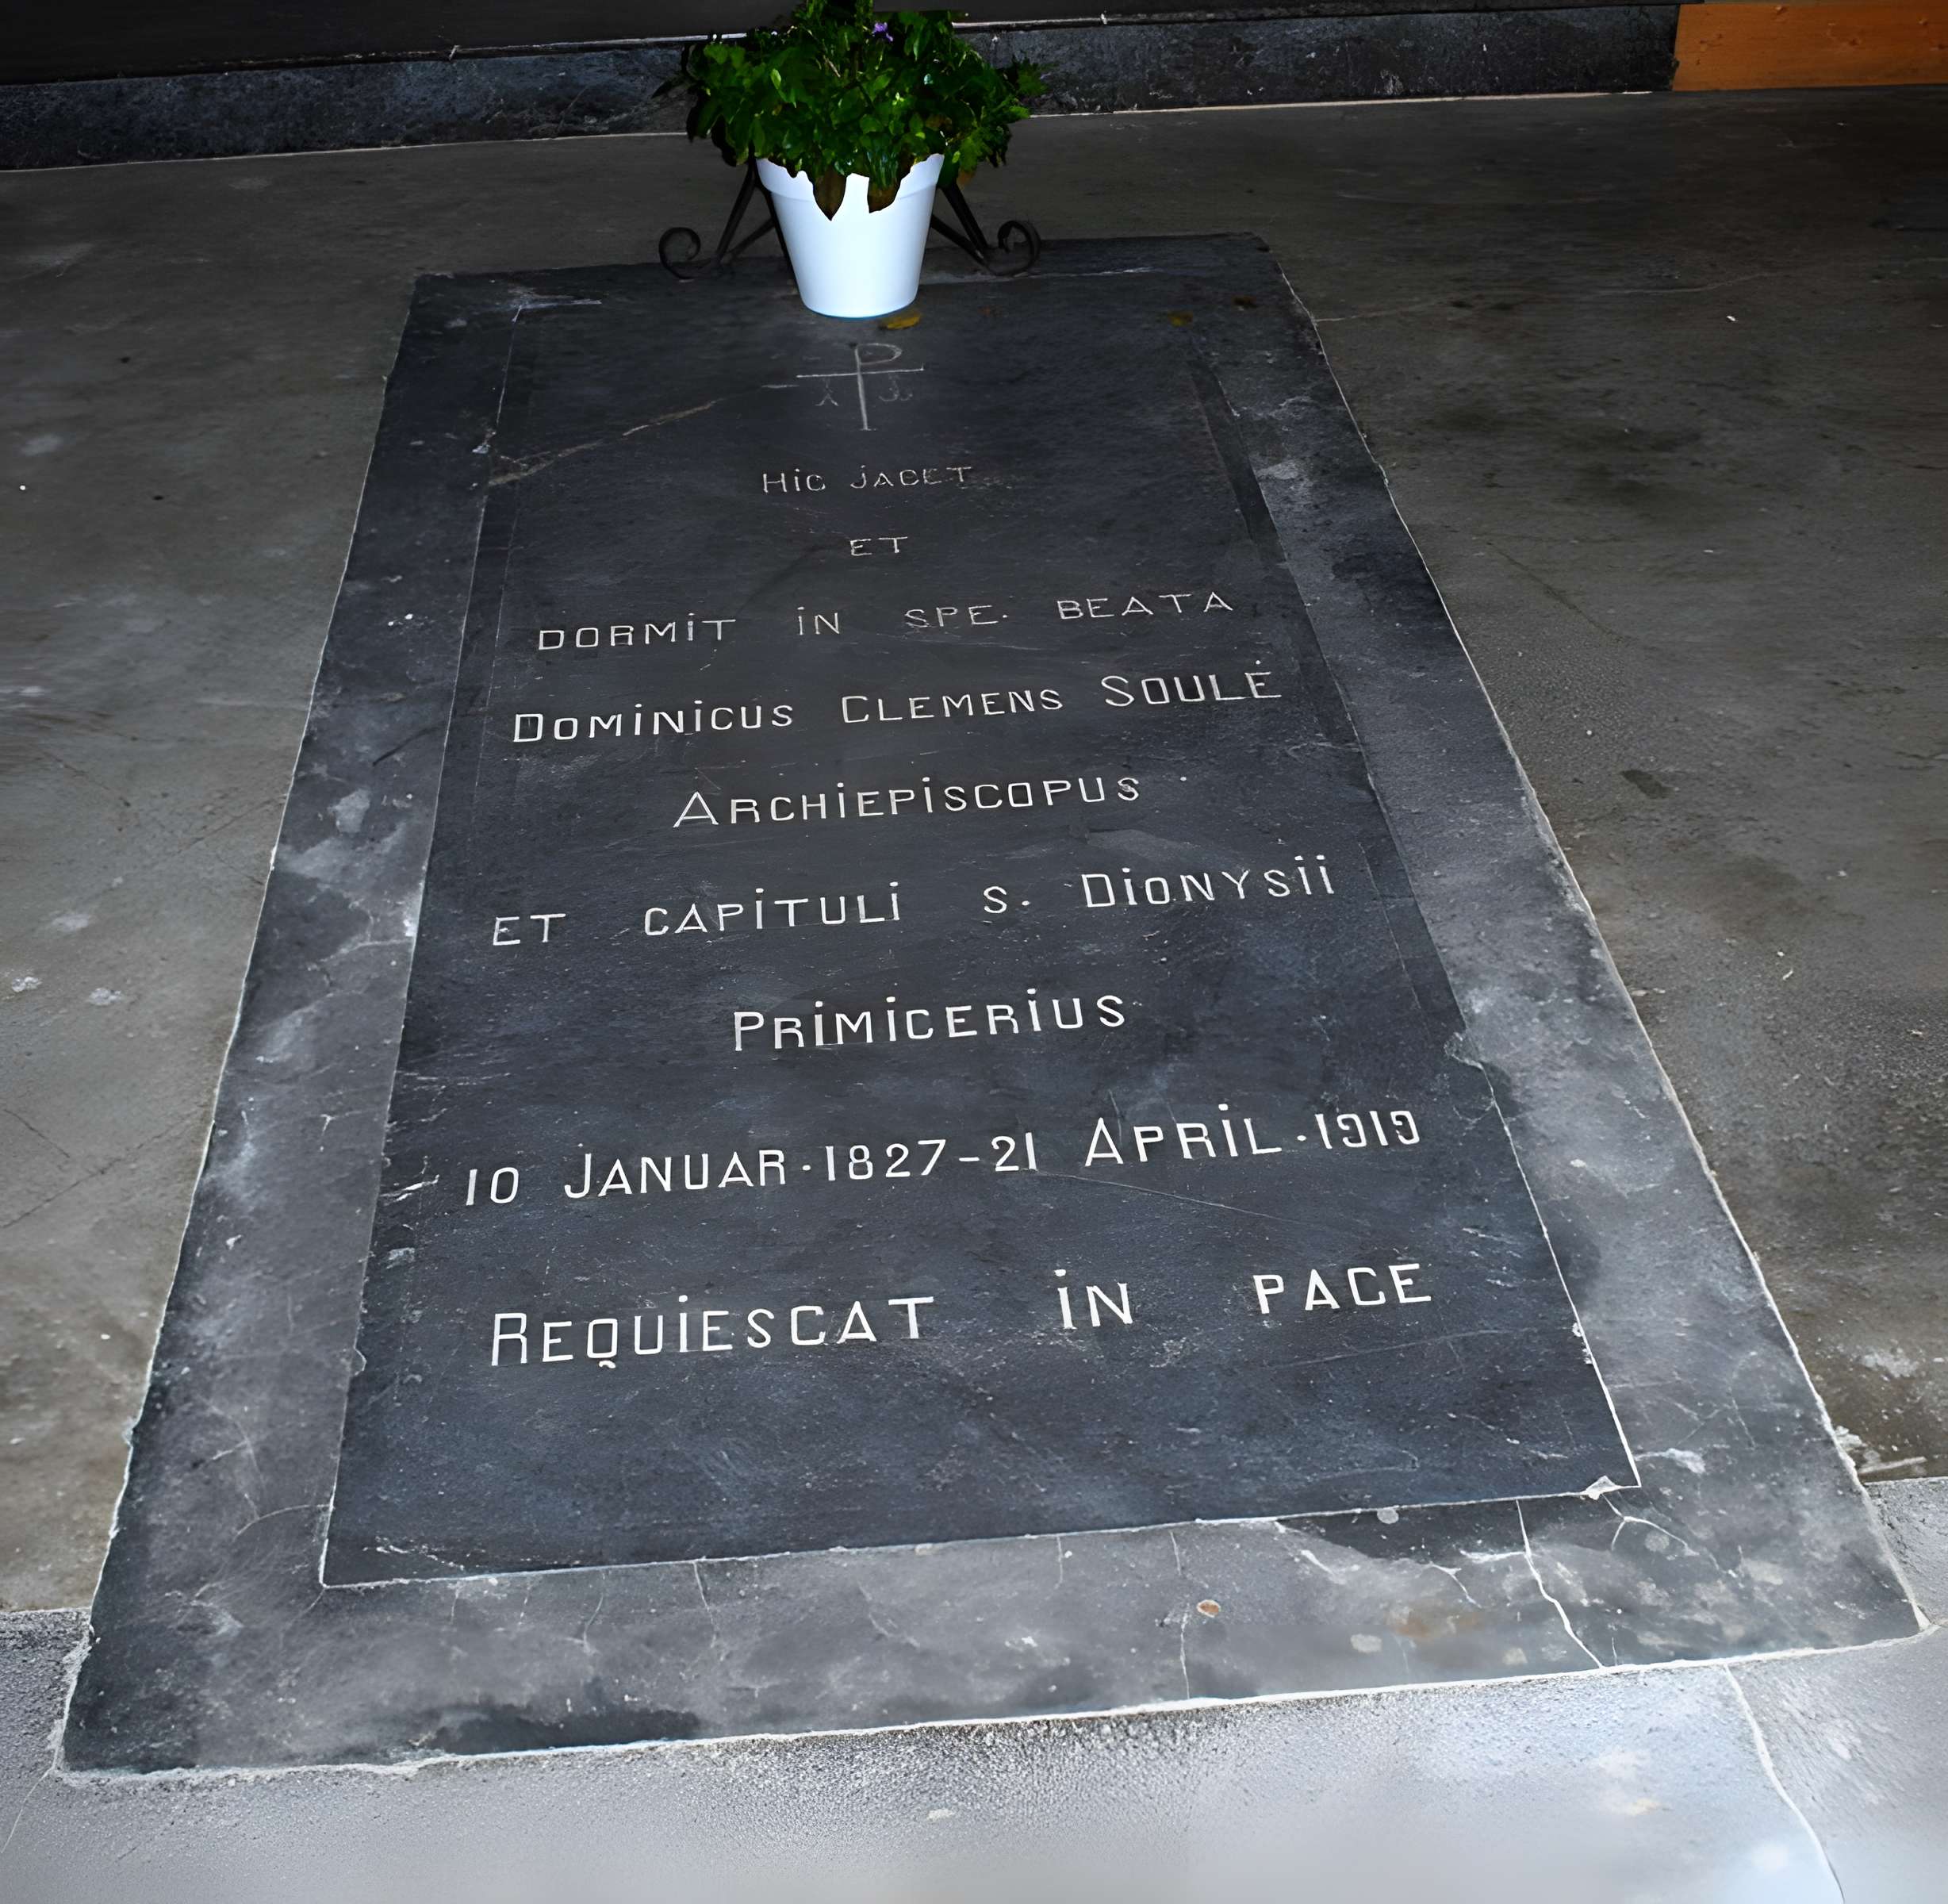 Hic jacet
et
dormit in spe. beata
Dominicus Clemens Soulé
Archiepiscopus
et capituli s. Dionysii
Primicerius
10 Januar·1827-21 April·1919
Requiescat in pace